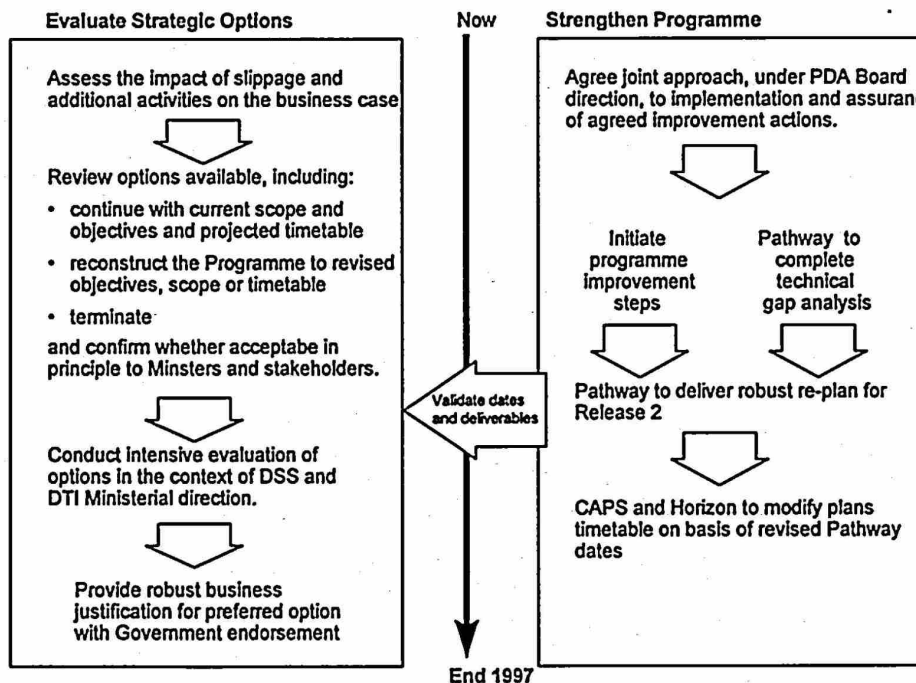 Evaluate Strategic Options
Assess the impact of slippage and
additional activities on the business case
Review options available, including:
• continue with current scope and
objectives and projected timetable
• reconstruct the Programme to revised
objectives, scope or timetable
• terminate
and confirm whether acceptabe in
principle to Minsters and stakeholders.
Conduct intensive evaluation of
options in the context of DSS and
DTI Ministerial direction.
Provide robust business
justification for preferred option
with Government endorsement
Now
Validate dates
and deliverables
End 1997
Strengthen Programme
Agree joint approach, under PDA Board
direction, to implementation and assuran
of agreed improvement actions.
Initiate
programme
improvement
steps
Pathway to
complete
technical
gap analysis
Pathway to deliver robust re-plan for
Release 2
CAPS and Horizon to modify plans
timetable on basis of revised Pathway
dates